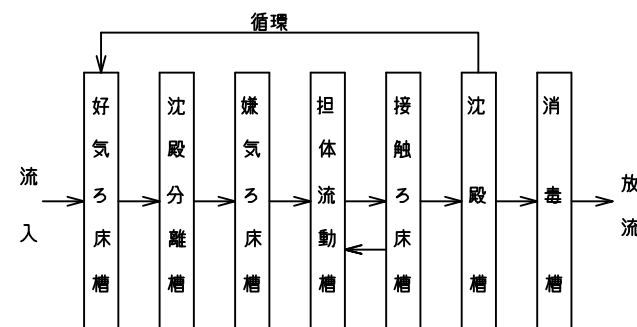 循環
流入
好気ろ床槽
沈殿分離槽
嫌気ろ床槽
担体流動槽
接触ろ床槽
沈殿槽
消毒槽
放流